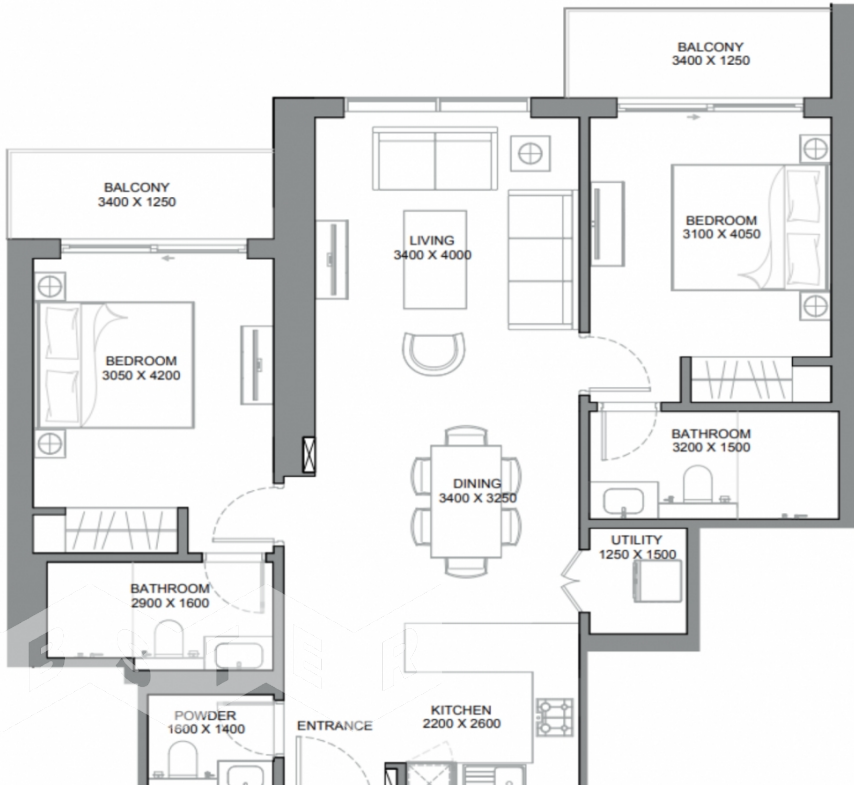 BALCONY
3400 X 1250
BALCONY
3400 X 1250
LIVING
3400 X 4000
BEDROOM
3100 X 4050
BEDROOM
3050 X 4200
BATHROOM
3200 X 1500
DINING
3400 X 3250
UTILITY
1250 X 1500
BATHROOM
2900 X 1600
KITCHEN
2200 X 2600
POWDER
1600 X 1400
ENTRANCE